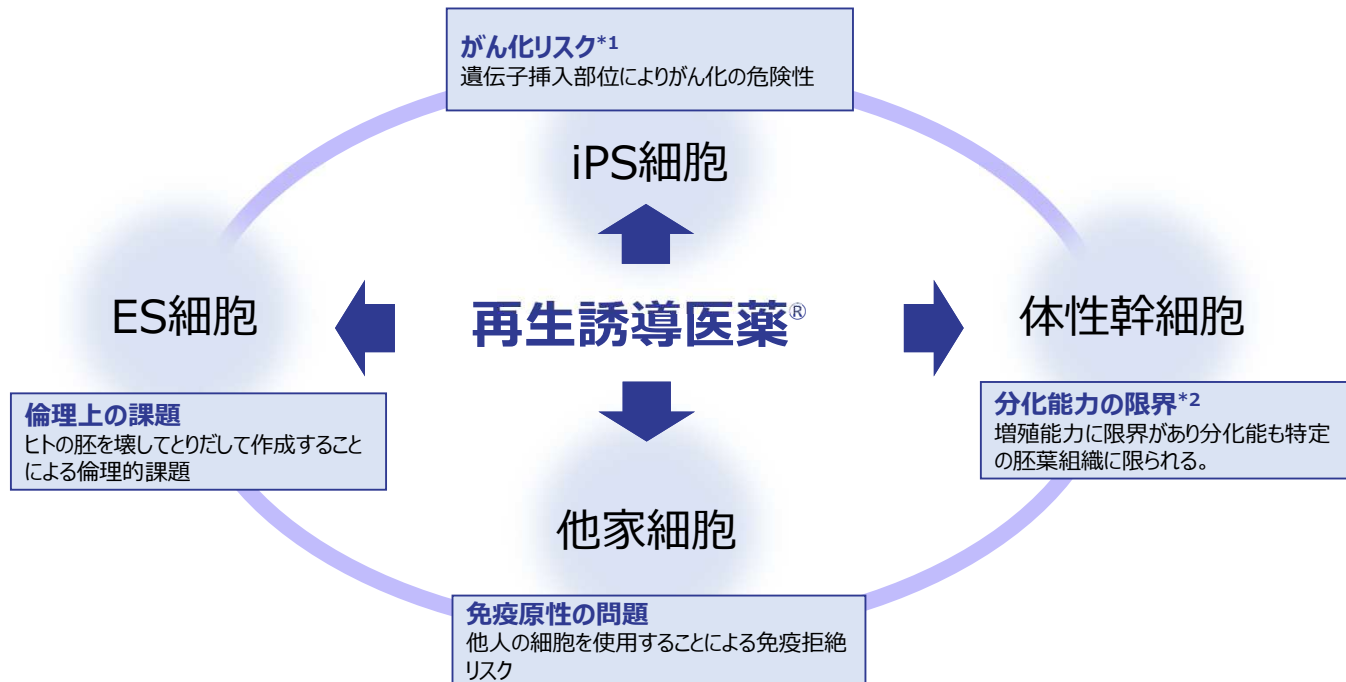 がん化リスク*1
遺伝子挿入部位によりがん化の危険性
iPS細胞
ES細胞
再生誘導医薬®
体性幹細胞
倫理上の課題
ヒトの胚を壊してとりだして作成すること
による倫理的課題
分化能力の限界*2
増殖能力に限界があり分化能も特定
の胚葉組織に限られる。
他家細胞
免疫原性の問題
他人の細胞を使用することによる免疫拒絶
リスク